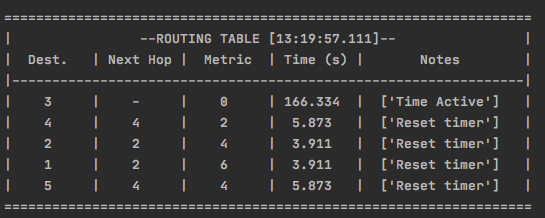 ======================================================================
| --ROUTING TABLE [13:19:57.111]-- |
| Dest. | Next Hop | Metric | Time (s) | Notes |
|--------------------------------------------------------------------|
| 3 | - | 0 | 166.334 | ['Time Active'] |
| 4 | 4 | 2 | 5.873 | ['Reset timer'] |
| 2 | 2 | 4 | 3.911 | ['Reset timer'] |
| 1 | 2 | 6 | 3.911 | ['Reset timer'] |
| 5 | 4 | 4 | 5.873 | ['Reset timer'] |
======================================================================